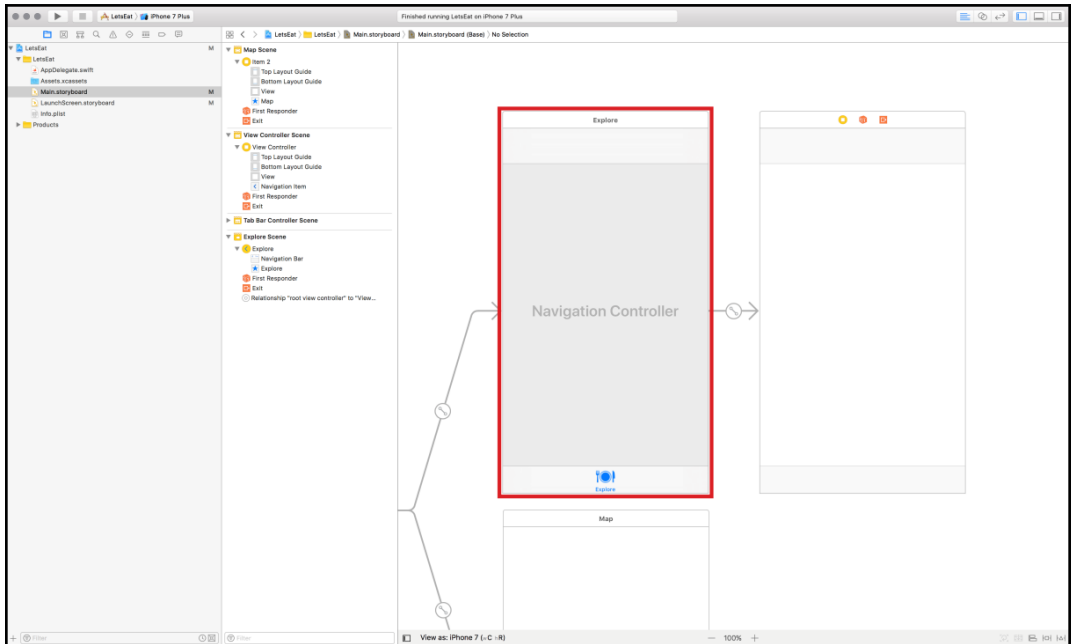 LetsEat
iPhone 7 Plus
Finished running LetsEat on iPhone 7 Plus
LetsEat
LetsEat
Main.storyboard
Main.storyboard (Base)
No Selection
LetsEat M
LetsEat
AppDelegate.swift
Assets.xcassets
Main.storyboard M
LaunchScreen.storyboard M
Info.plist
Products
Map Scene
Item 2
Top Layout Guide
Bottom Layout Guide
View
Map
First Responder
Exit
View Controller Scene
View Controller
Top Layout Guide
Bottom Layout Guide
View
Navigation Item
First Responder
Exit
Tab Bar Controller Scene
Explore Scene
Explore
Navigation Bar
Explore
First Responder
Exit
Relationship "root view controller" to "View...
Explore
Navigation Controller
Explore
Map
Filter
Filter
View as: iPhone 7 (wC hR)
— 100% +